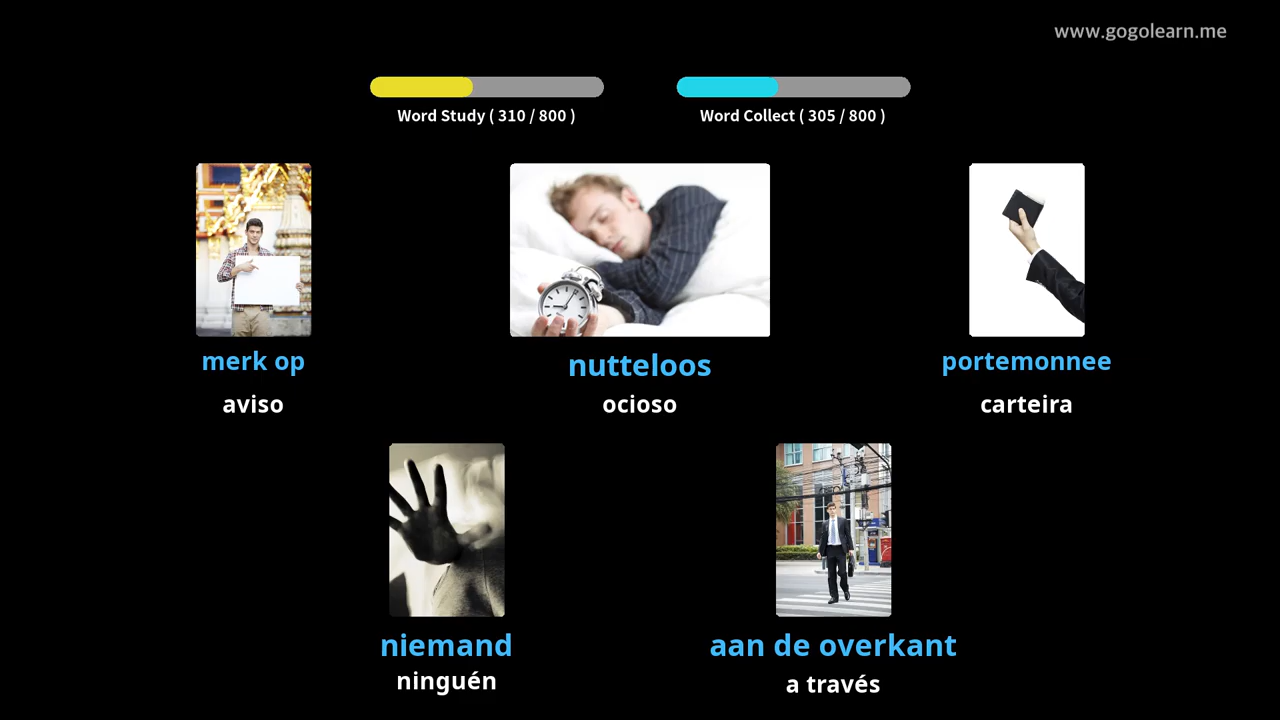 www.gogolearn.me
Word Study ( 310 / 800 )
Word Collect ( 305 / 800 )
merk op
nutteloos
portemonnee
aviso
ocioso
carteira
niemand
aan de overkant
ninguén
a través